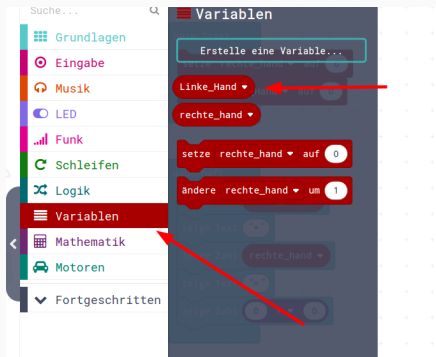 Suche...
Grundlagen
Eingabe
Musik
LED
Funk
Schleifen
Logik
Variablen
Mathematik
Motoren
Fortgeschritten
Variablen
Erstelle eine Variable...
Linke_Hand
rechte_hand
setze rechte_hand auf 0
ändere rechte_hand um 1
rechte_hand